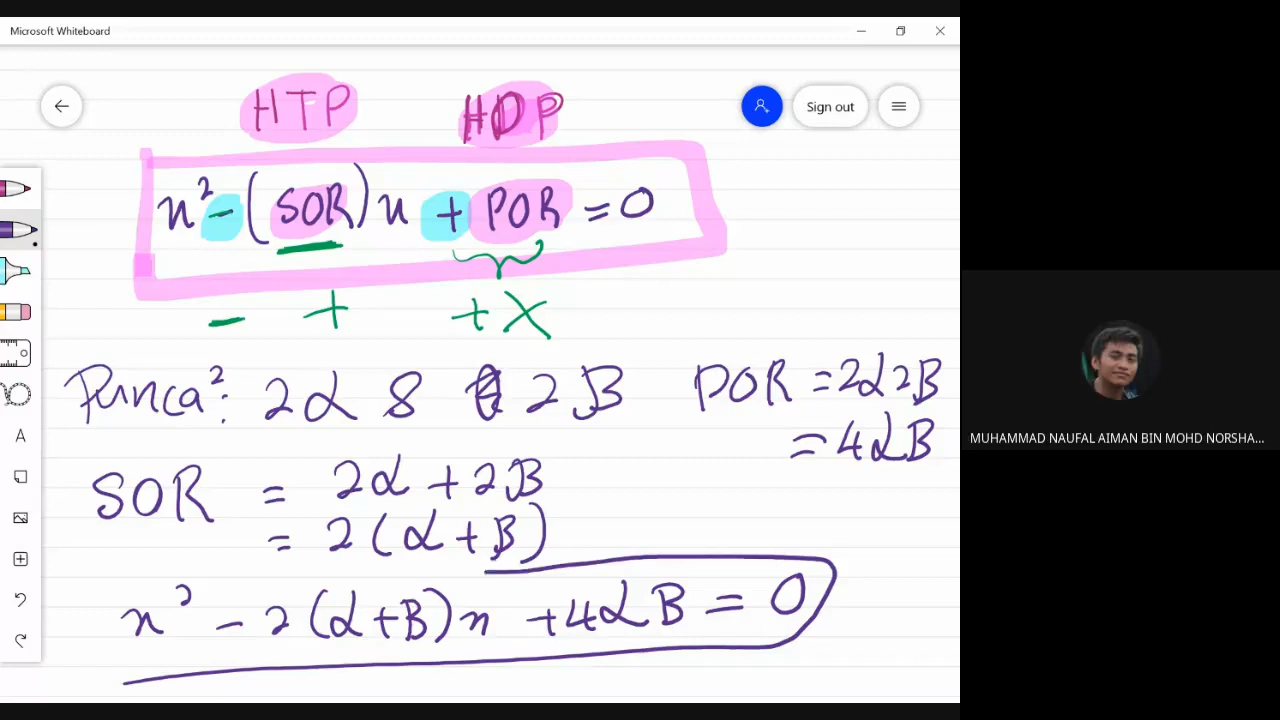 Microsoft Whiteboard
HTP HDP
Sign out
x² - (SOR)x + POR = 0
- + + ×
Punca²: 2α & 2β
POR = 2α2β
= 4αβ
SOR = 2α + 2β
= 2(α+β)
x² - 2(α+β)x + 4αβ = 0
A
MUHAMMAD NAUFAL AIMAN BIN MOHD NORSHA...